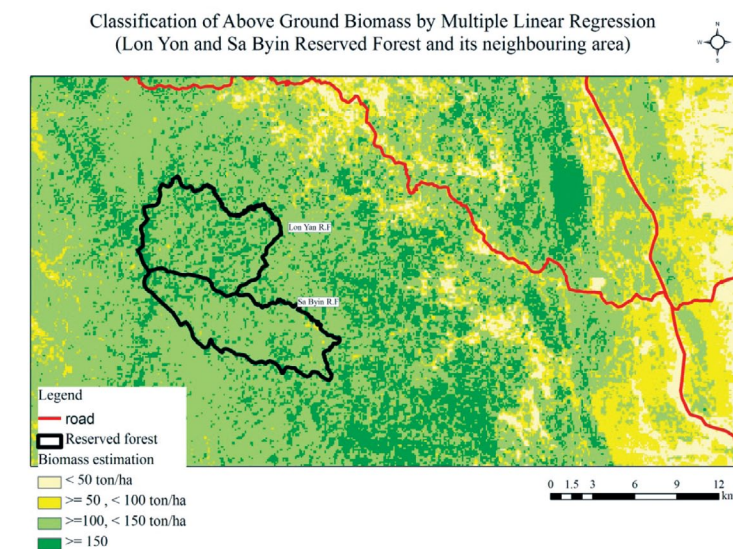 Classification of Above Ground Biomass by Multiple Linear Regression
(Lon Yon and Sa Byin Reserved Forest and its neighbouring area)
N
W
E
S
Lon Yan R.F
Sa Byin R.F
Legend
road
Reserved forest
Biomass estimation
< 50 ton/ha
>= 50 , < 100 ton/ha
>=100, < 150 ton/ha
>= 150
0 1.5 3 6 9 12
km